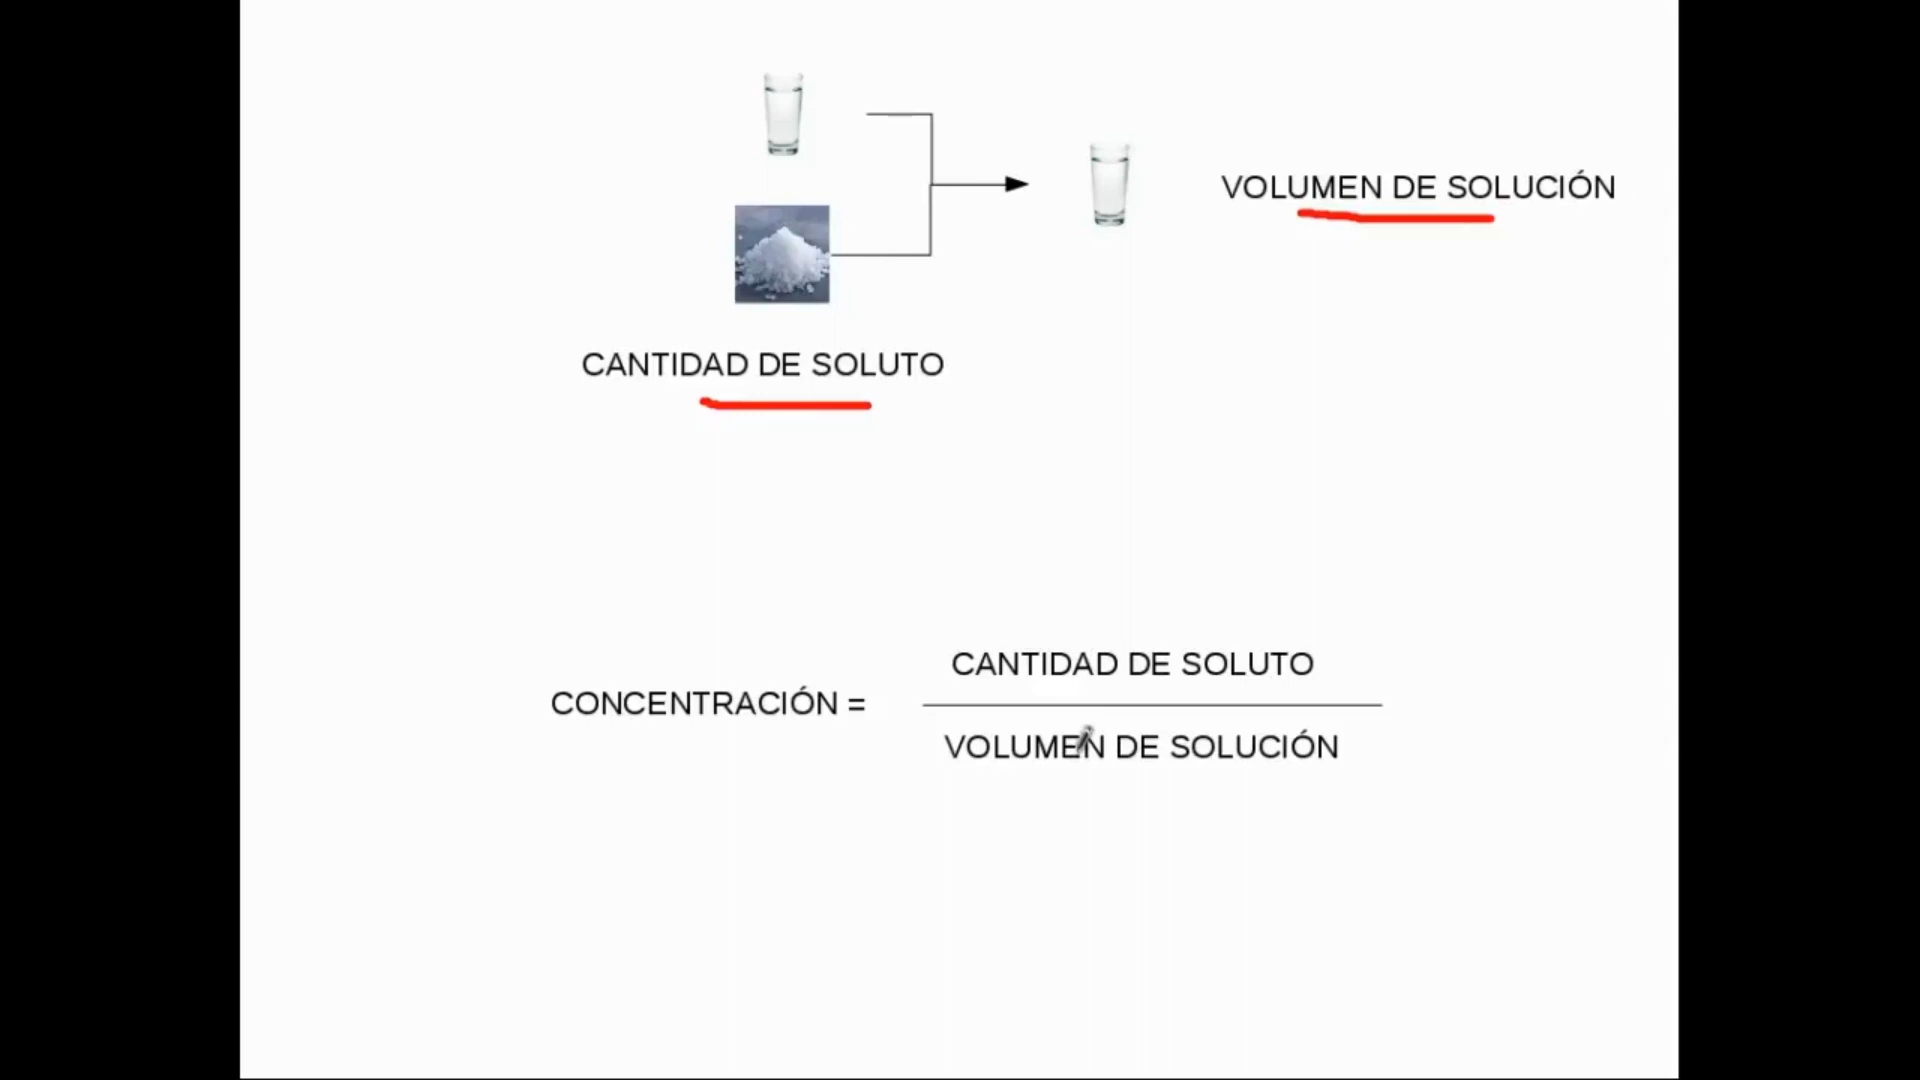 VOLUMEN DE SOLUCIÓN
CANTIDAD DE SOLUTO
CANTIDAD DE SOLUTO
CONCENTRACIÓN =
VOLUMEN DE SOLUCIÓN